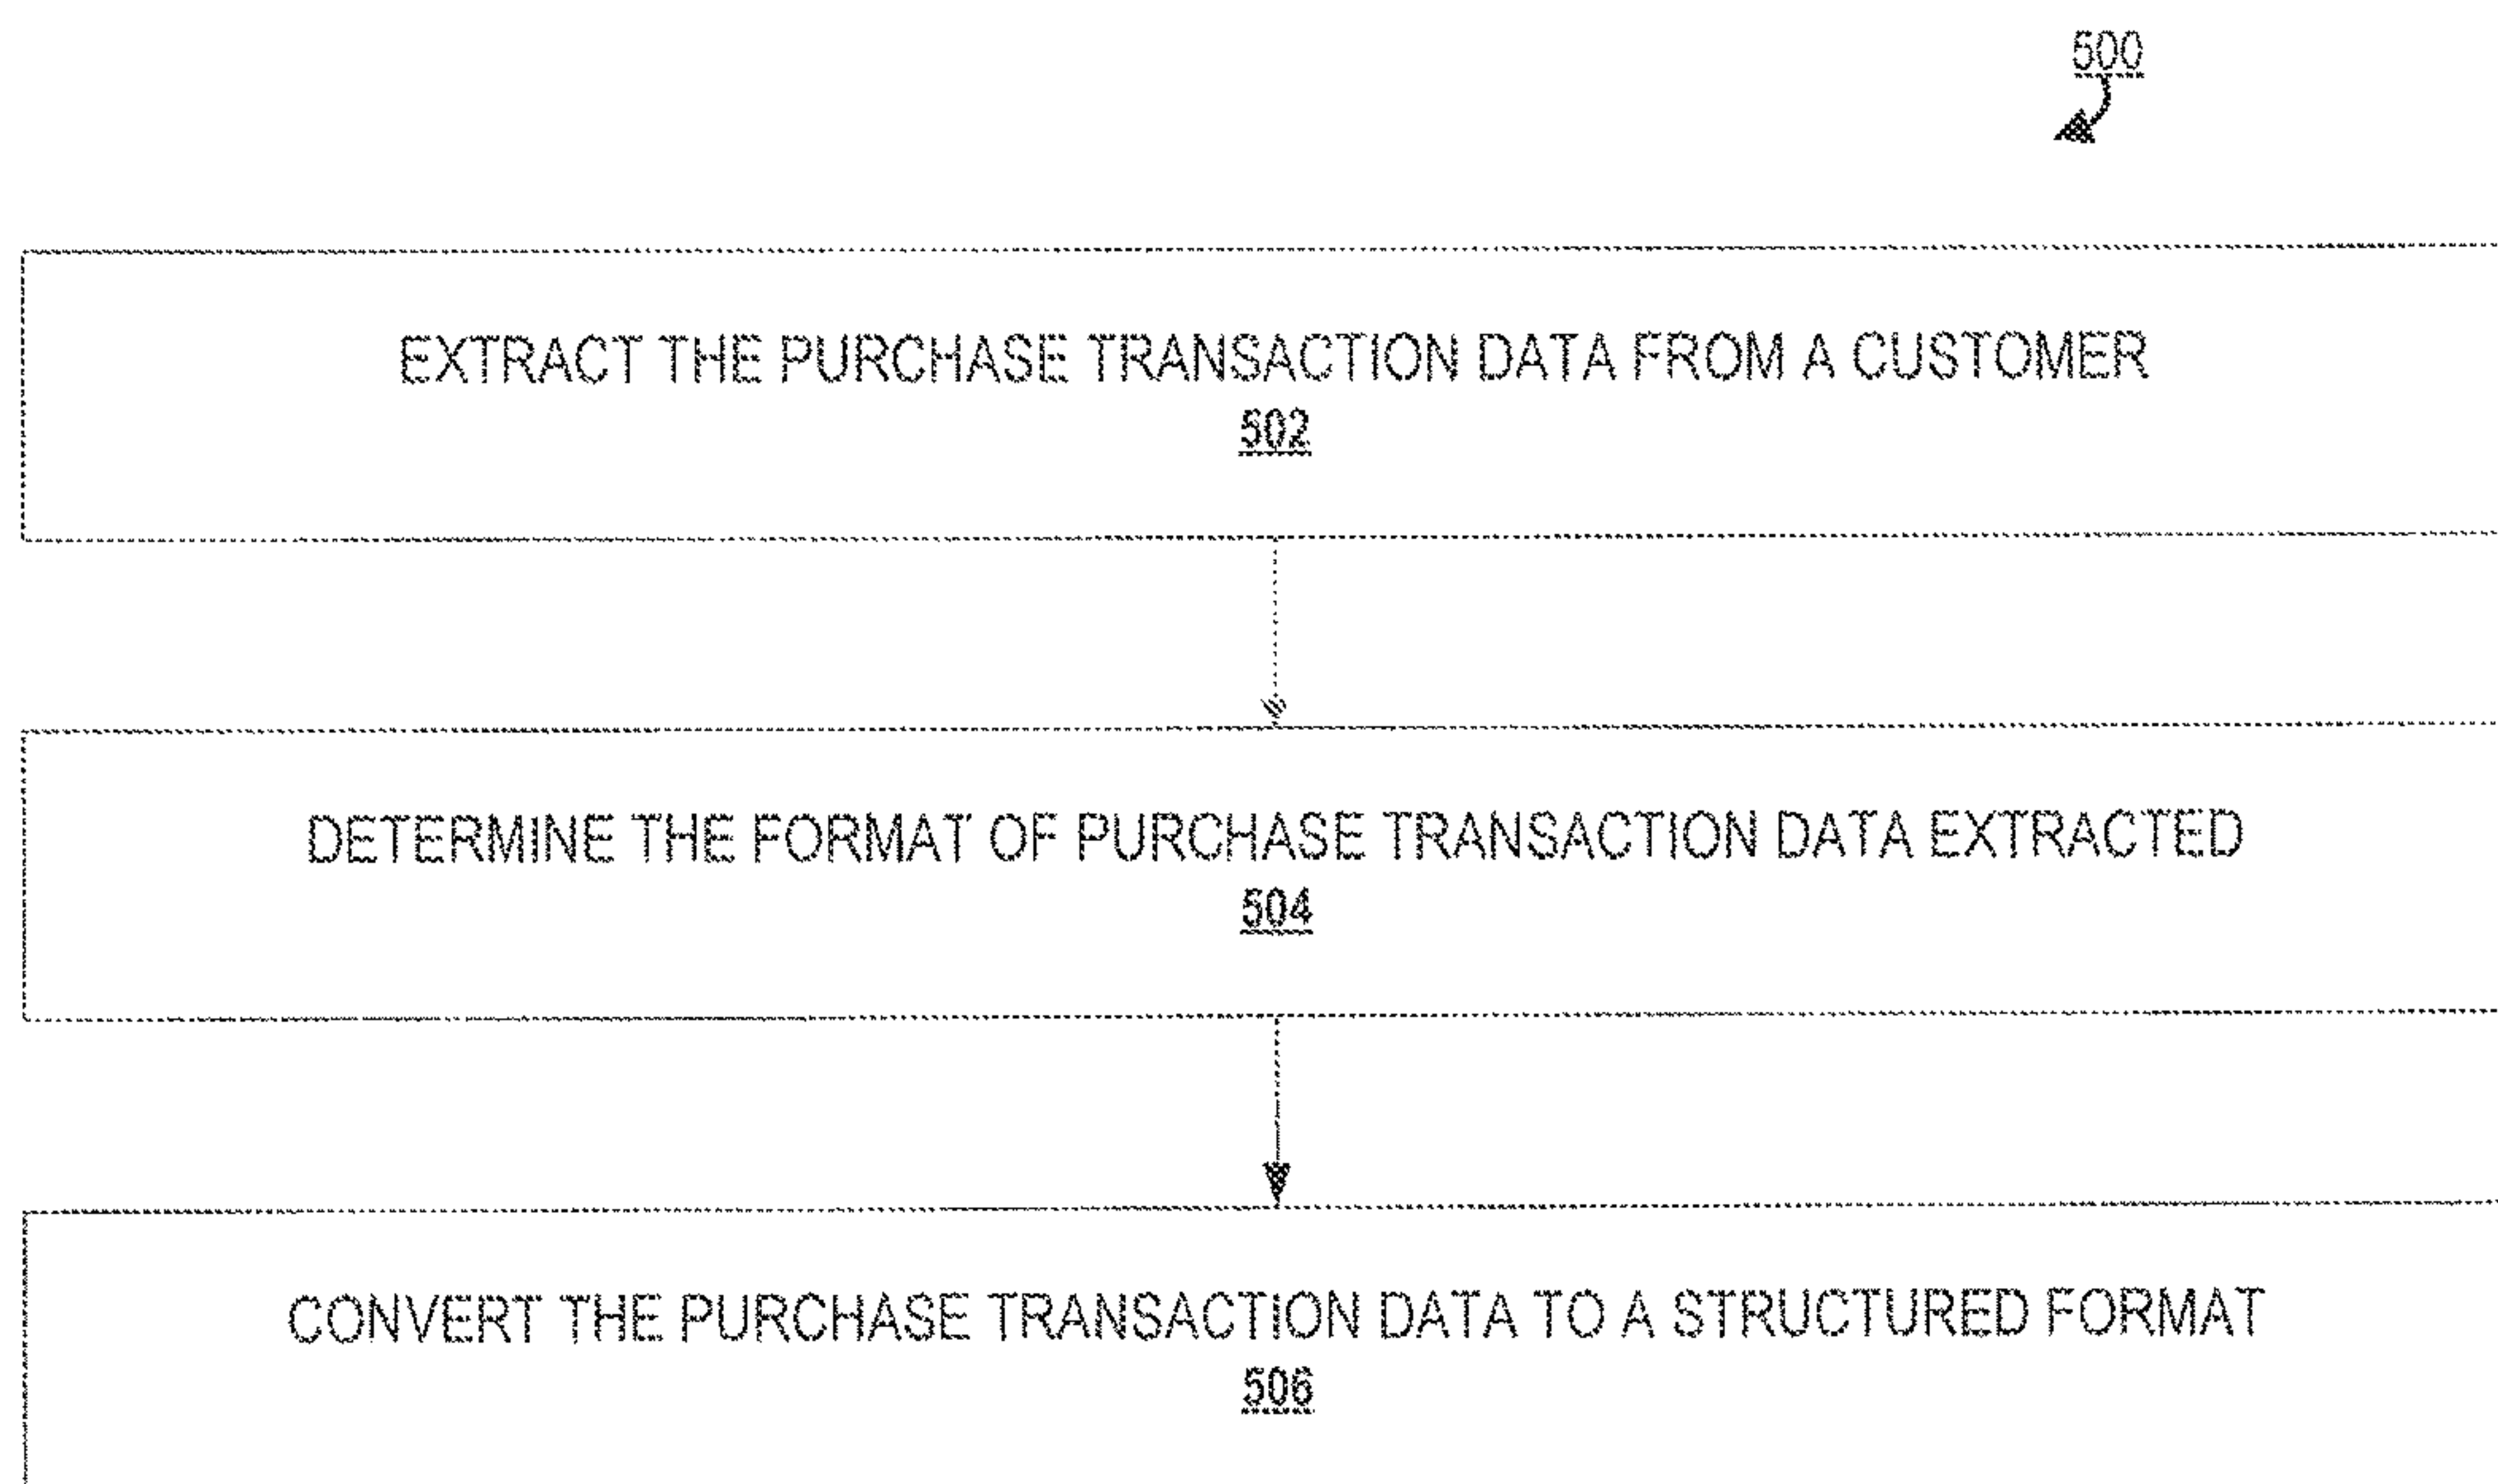 500
EXTRACT THE PURCHASE TRANSACTION DATA FROM A CUSTOMER
502
DETERMINE THE FORMAT OF PURCHASE TRANSACTION DATA EXTRACTED
504
CONVERT THE PURCHASE TRANSACTION DATA TO A STRUCTURED FORMAT
506